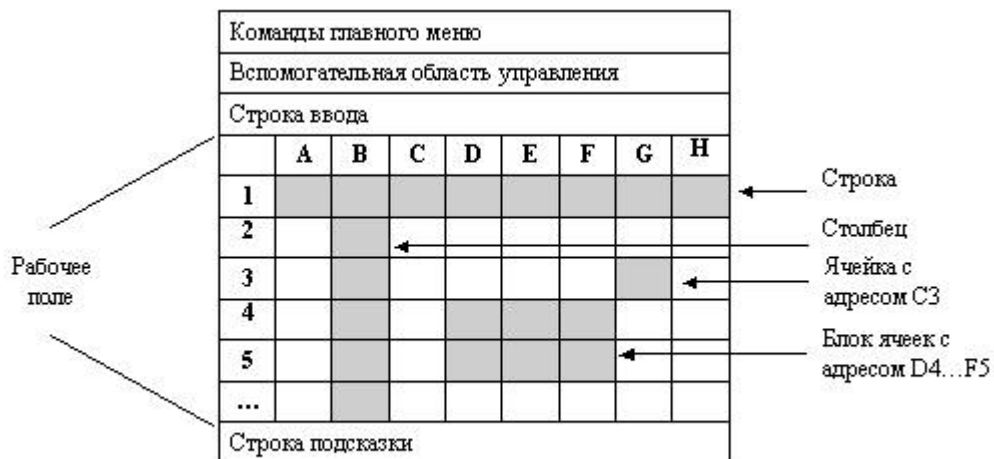 Команды главного меню
Вспомогательная область управления
Строка ввода
A B C D E F G H
1
2
3
4
5
...
Строка подсказки
Рабочее
поле
Строка
Столбец
Ячейка с
адресом C3
Блок ячеек с
адресом D4...F5